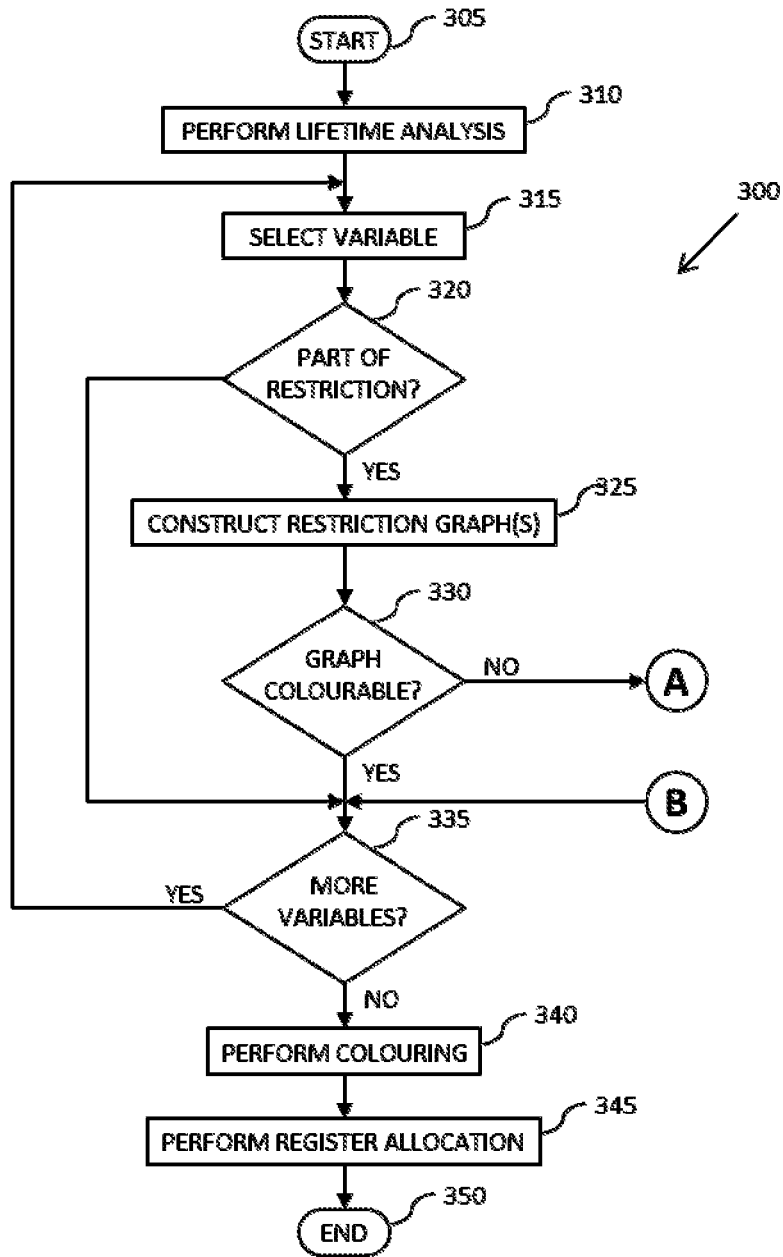 START
305
310
PERFORM LIFETIME ANALYSIS
300
315
SELECT VARIABLE
320
PART OF
RESTRICTION?
YES
325
CONSTRUCT RESTRICTION GRAPH(S)
330
GRAPH
COLOURABLE?
NO
A
YES
B
335
MORE
VARIABLES?
YES
NO
340
PERFORM COLOURING
345
PERFORM REGISTER ALLOCATION
350
END